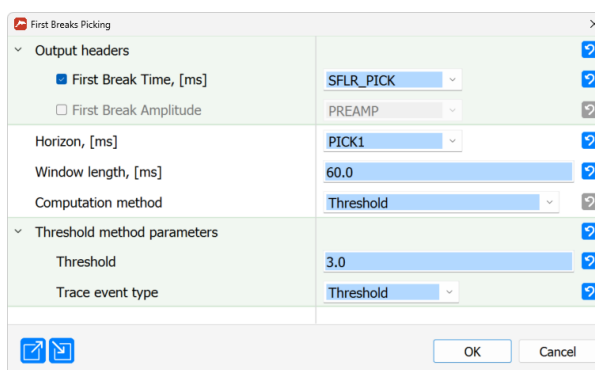 First Breaks Picking
Output headers
First Break Time, [ms] SFLR_PICK
First Break Amplitude PREAMP
Horizon, [ms] PICK1
Window length, [ms] 60.0
Computation method Threshold
Threshold method parameters
Threshold 3.0
Trace event type Threshold
OK Cancel